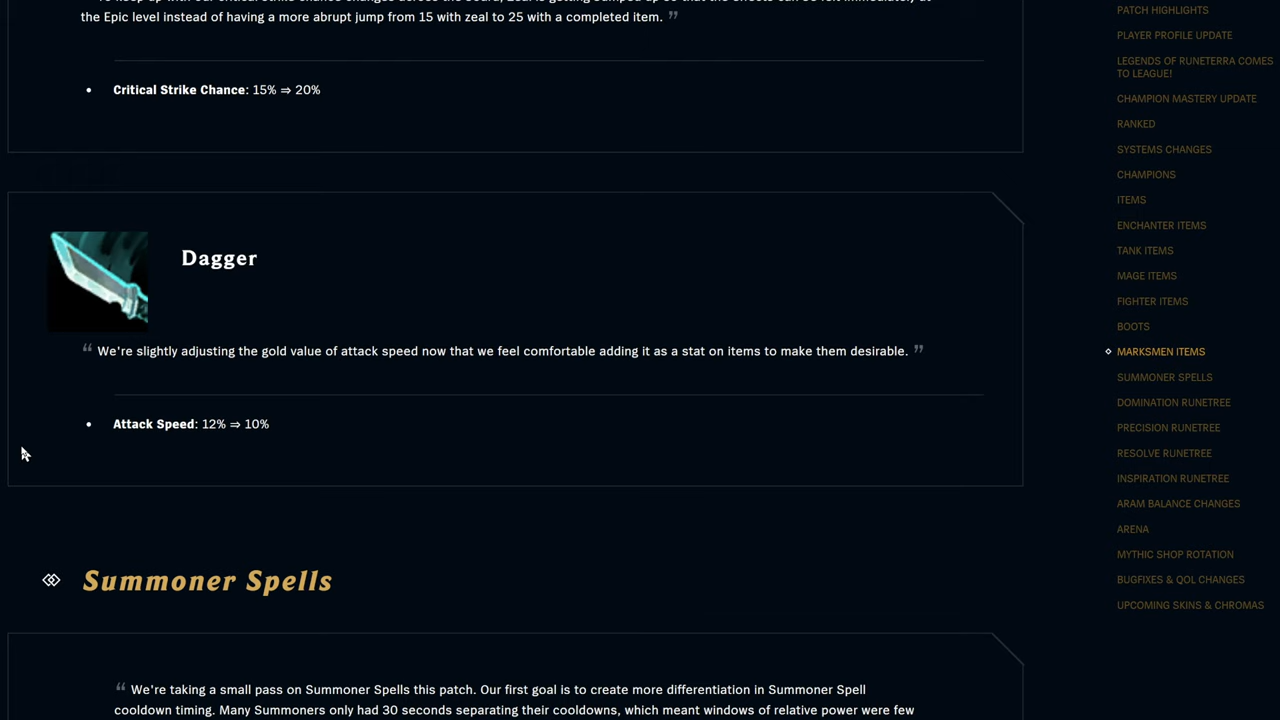 the Epic level instead of having a more abrupt jump from 15 with zeal to 25 with a completed item. ”
• Critical Strike Chance: 15% ⇒ 20%
Dagger
“ We're slightly adjusting the gold value of attack speed now that we feel comfortable adding it as a stat on items to make them desirable. ”
• Attack Speed: 12% ⇒ 10%
Summoner Spells
“ We're taking a small pass on Summoner Spells this patch. Our first goal is to create more differentiation in Summoner Spell
cooldown timing. Many Summoners only had 30 seconds separating their cooldowns, which meant windows of relative power were few
PATCH HIGHLIGHTS
PLAYER PROFILE UPDATE
LEGENDS OF RUNETERRA COMES
TO LEAGUE!
CHAMPION MASTERY UPDATE
RANKED
SYSTEMS CHANGES
CHAMPIONS
ITEMS
ENCHANTER ITEMS
TANK ITEMS
MAGE ITEMS
FIGHTER ITEMS
BOOTS
MARKSMEN ITEMS
SUMMONER SPELLS
DOMINATION RUNETREE
PRECISION RUNETREE
RESOLVE RUNETREE
INSPIRATION RUNETREE
ARAM BALANCE CHANGES
ARENA
MYTHIC SHOP ROTATION
BUGFIXES & QOL CHANGES
UPCOMING SKINS & CHROMAS